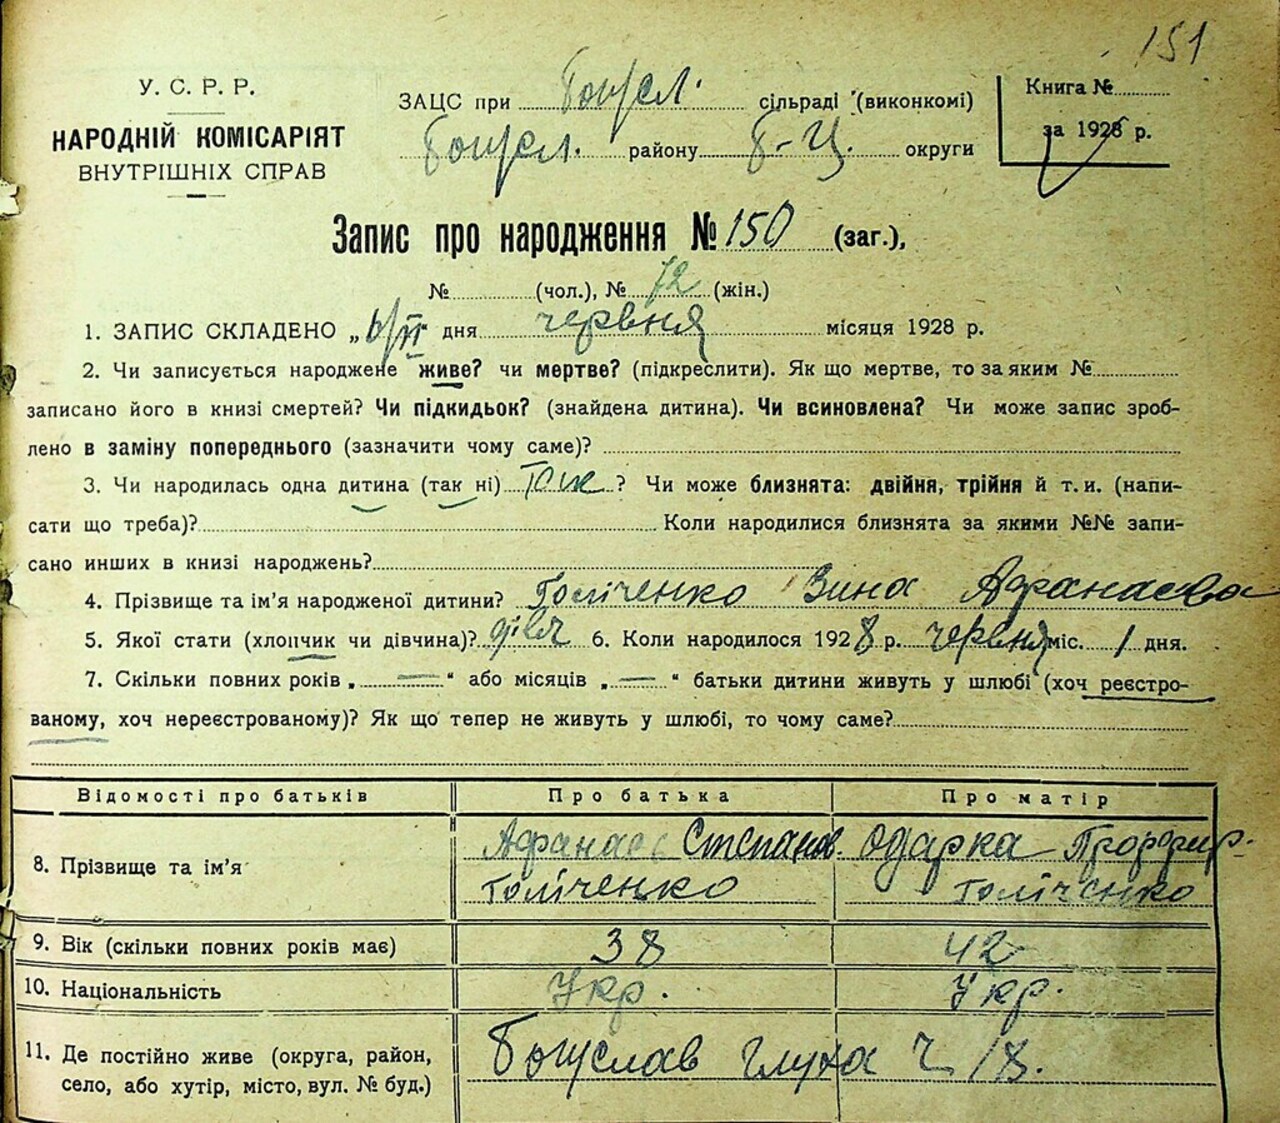 151
У. С. Р. Р.
НАРОДНІЙ КОМІСАРІЯТ
ВНУТРІШНІХ СПРАВ
ЗАЦС при Богусл. сільраді (виконкомі)
Богусл. району Б-Ц. округи
Книга №
за 1928 р.
Запис про народження № 150 (заг.),
№ (чол.), № 72 (жін.)
1. ЗАПИС СКЛАДЕНО „6/VI дня червня місяця 1928 р.
2. Чи записується народжене живе? чи мертве? (підкреслити). Як що мертве, то за яким №
записано його в книзі смертей? Чи підкидьок? (знайдена дитина). Чи всиновлена? Чи може запис зроб-
лено в заміну попереднього (зазначити чому саме)?
3. Чи народилась одна дитина (так ні) Так ? Чи може близнята: двійня, трійня й т. и. (напи-
сати що треба)? Коли народилися близнята за якими №№ запи-
сано инших в книзі народжень?
4. Прізвище та ім'я народженої дитини? Голіченко Зина Афанасова
5. Якої стати (хлопчик чи дівчина)? дівч 6. Коли народилося 1928 р. червня міс. 1 дня.
7. Скільки повних років „ — “ або місяців „ — “ батьки дитини живуть у шлюбі (хоч реєстро-
ваному, хоч нереєстрованому)? Як що тепер не живуть у шлюбі, то чому саме?
Відомості про батьків Про батька Про матір
8. Прізвище та ім'я Афанас Степанов. Одарка Профир.
Голіченко Голіченко
9. Вік (скільки повних років має) 38 42
10. Національність Укр. Укр.
11. Де постійно живе (округа, район,
село, або хутір, місто, вул. № буд.) Богуслав Глуха Ч /8.